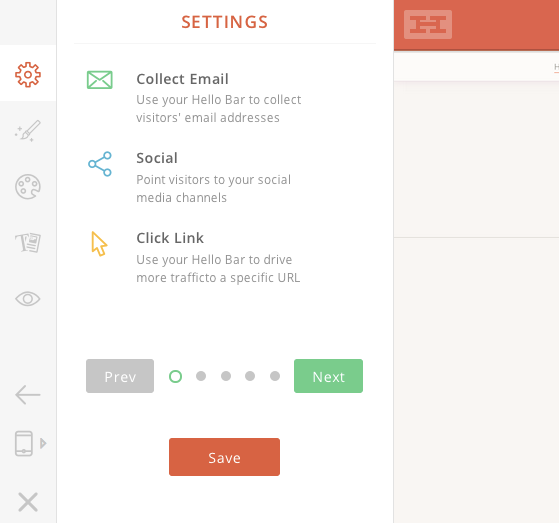 SETTINGS
Collect Email
Use your Hello Bar to collect
visitors' email addresses
Social
Point visitors to your social
media channels
Click Link
Use your Hello Bar to drive
more trafficto a specific URL
Prev
Next
Save